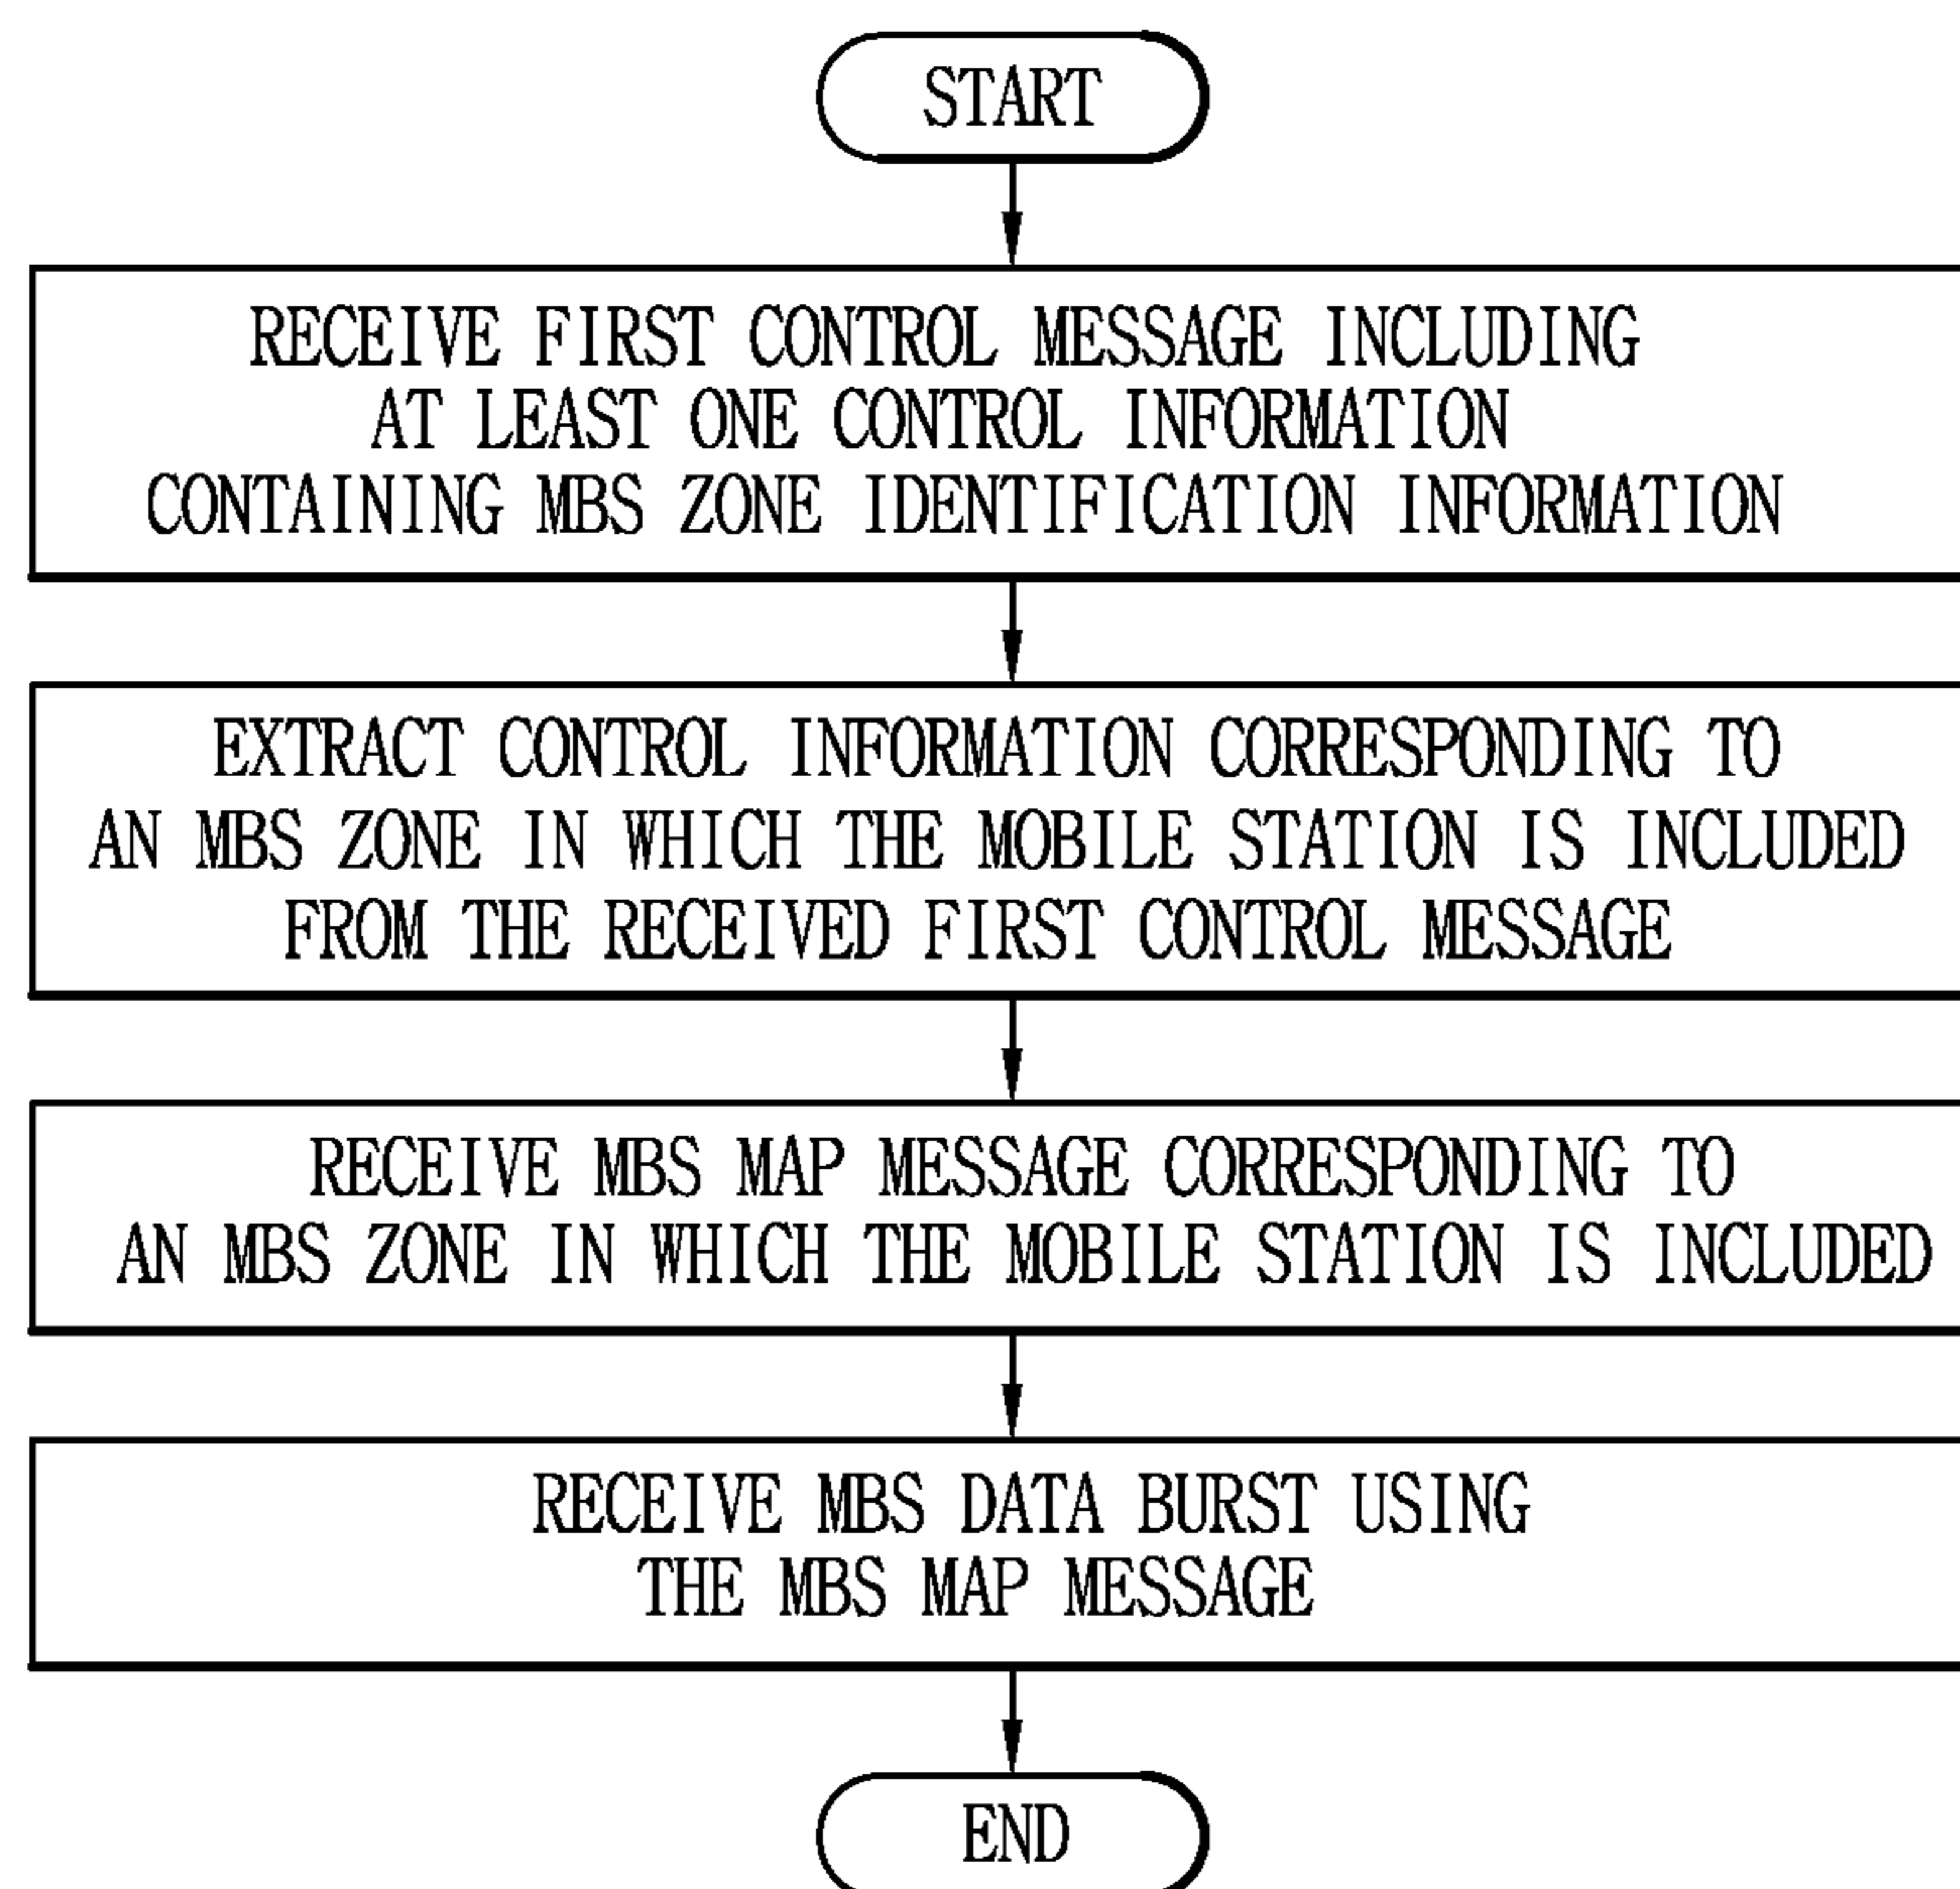 START
RECEIVE FIRST CONTROL MESSAGE INCLUDING
AT LEAST ONE CONTROL INFORMATION
CONTAINING MBS ZONE IDENTIFICATION INFORMATION
EXTRACT CONTROL INFORMATION CORRESPONDING TO
AN MBS ZONE IN WHICH THE MOBILE STATION IS INCLUDED
FROM THE RECEIVED FIRST CONTROL MESSAGE
RECEIVE MBS MAP MESSAGE CORRESPONDING TO
AN MBS ZONE IN WHICH THE MOBILE STATION IS INCLUDED
RECEIVE MBS DATA BURST USING
THE MBS MAP MESSAGE
END